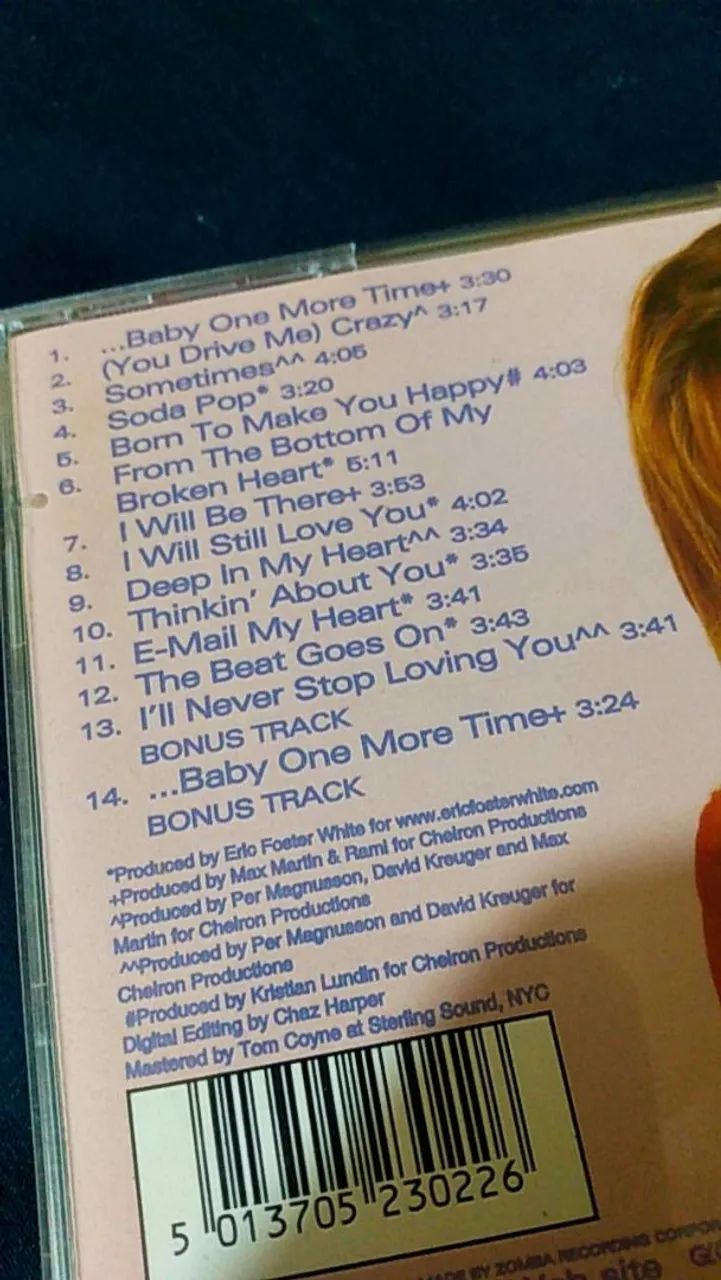 1. ...Baby One More Time+ 3:30
2. (You Drive Me) Crazy^ 3:17
3. Sometimes^^ 4:05
4. Soda Pop* 3:20
5. Born To Make You Happy# 4:03
6. From The Bottom Of My
Broken Heart* 5:11
7. I Will Be There+ 3:53
8. I Will Still Love You* 4:02
9. Deep In My Heart^^ 3:34
10. Thinkin' About You* 3:35
11. E-Mail My Heart* 3:41
12. The Beat Goes On* 3:43
13. I'll Never Stop Loving You^^ 3:41
BONUS TRACK
14. ...Baby One More Time+ 3:24
BONUS TRACK
*Produced by Eric Foster White for www.ericfosterwhite.com
+Produced by Max Martin & Rami for Cheiron Productions
^Produced by Per Magnusson, David Kreuger and Max
Martin for Cheiron Productions
^^Produced by Per Magnusson and David Kreuger for
Cheiron Productions
#Produced by Kristian Lundin for Cheiron Productions
Digital Editing by Chaz Harper
Mastered by Tom Coyne at Sterling Sound, NYC
5 013705 230226
MADE BY ZOMBA RECORDING
site